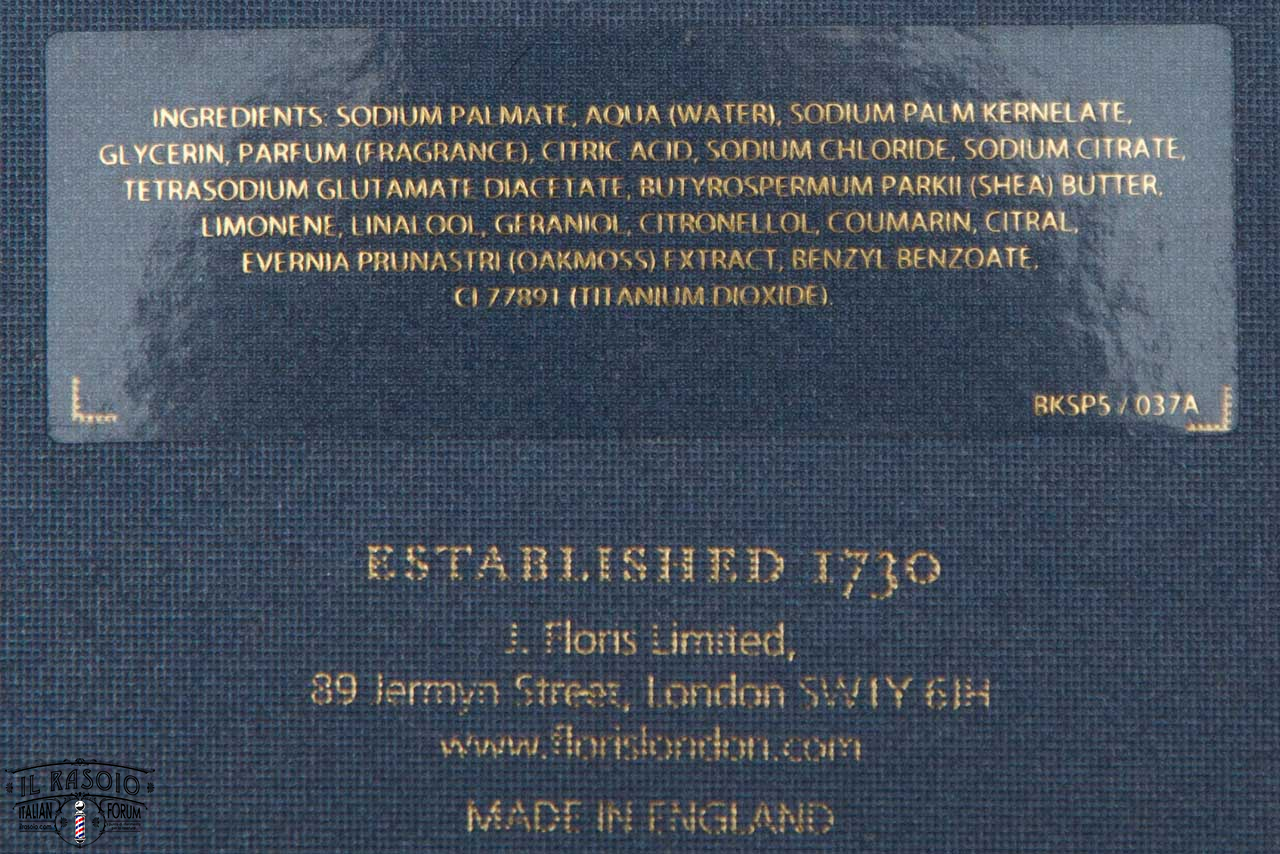 INGREDIENTS: SODIUM PALMATE, AQUA (WATER), SODIUM PALM KERNELATE,
GLYCERIN, PARFUM (FRAGRANCE), CITRIC ACID, SODIUM CHLORIDE, SODIUM CITRATE,
TETRASODIUM GLUTAMATE DIACETATE, BUTYROSPERMUM PARKII (SHEA) BUTTER,
LIMONENE, LINALOOL, GERANIOL, CITRONELLOL, COUMARIN, CITRAL,
EVERNIA PRUNASTRI (OAKMOSS) EXTRACT, BENZYL BENZOATE,
CI 77891 (TITANIUM DIOXIDE).
BKSP5 / 037A
ESTABLISHED 1730
J. Floris Limited,
89 Jermyn Street, London SW1Y 6JH
www.florislondon.com
MADE IN ENGLAND
IL RASOIO
ITALIAN FORUM
ilrasoio.com